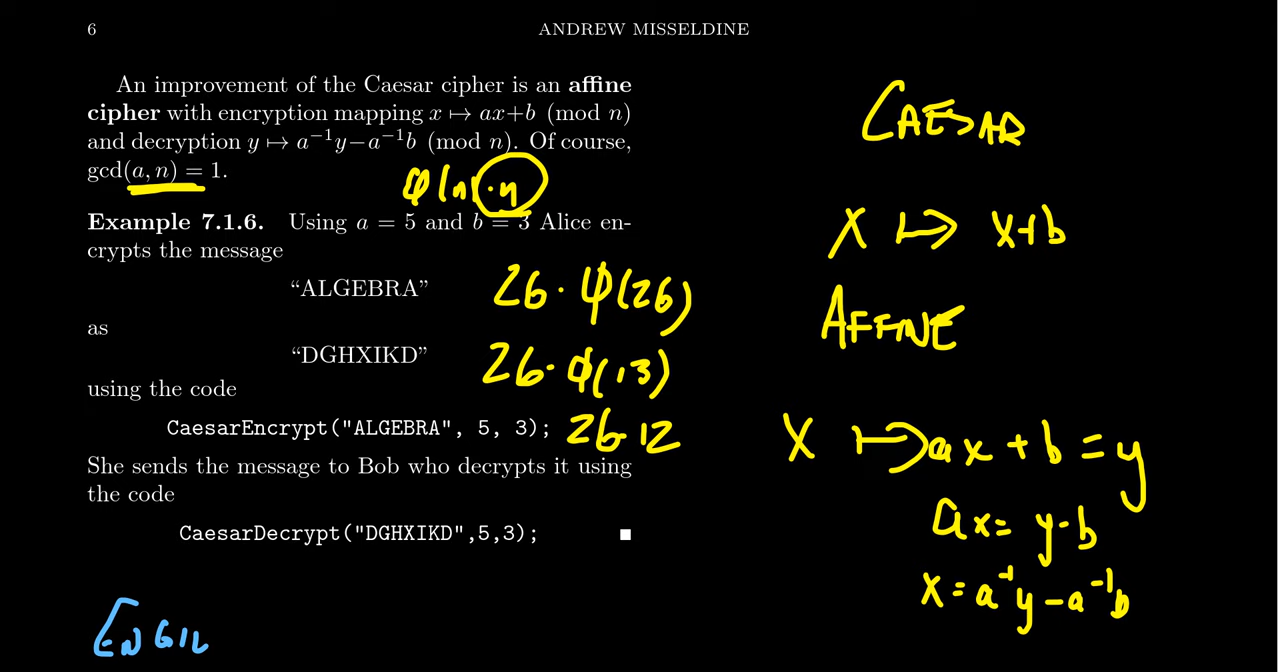 6
ANDREW MISSELDINE
An improvement of the Caesar cipher is an affine
cipher with encryption mapping x ↦ ax+b (mod n)
and decryption y ↦ a⁻¹y−a⁻¹b (mod n). Of course,
gcd(a, n) = 1.
φ(n)·n
Example 7.1.6. Using a = 5 and b = 3 Alice en-
crypts the message
"ALGEBRA"
as
"DGHXIKD"
using the code
CaesarEncrypt("ALGEBRA", 5, 3);
She sends the message to Bob who decrypts it using
the code
CaesarDecrypt("DGHXIKD",5,3);
26·φ(26)
26·φ(13)
26·12
CAESAR
X ↦ x+b
AFFINE
X ↦ ax + b = y
ax = y-b
x = a⁻¹y - a⁻¹b